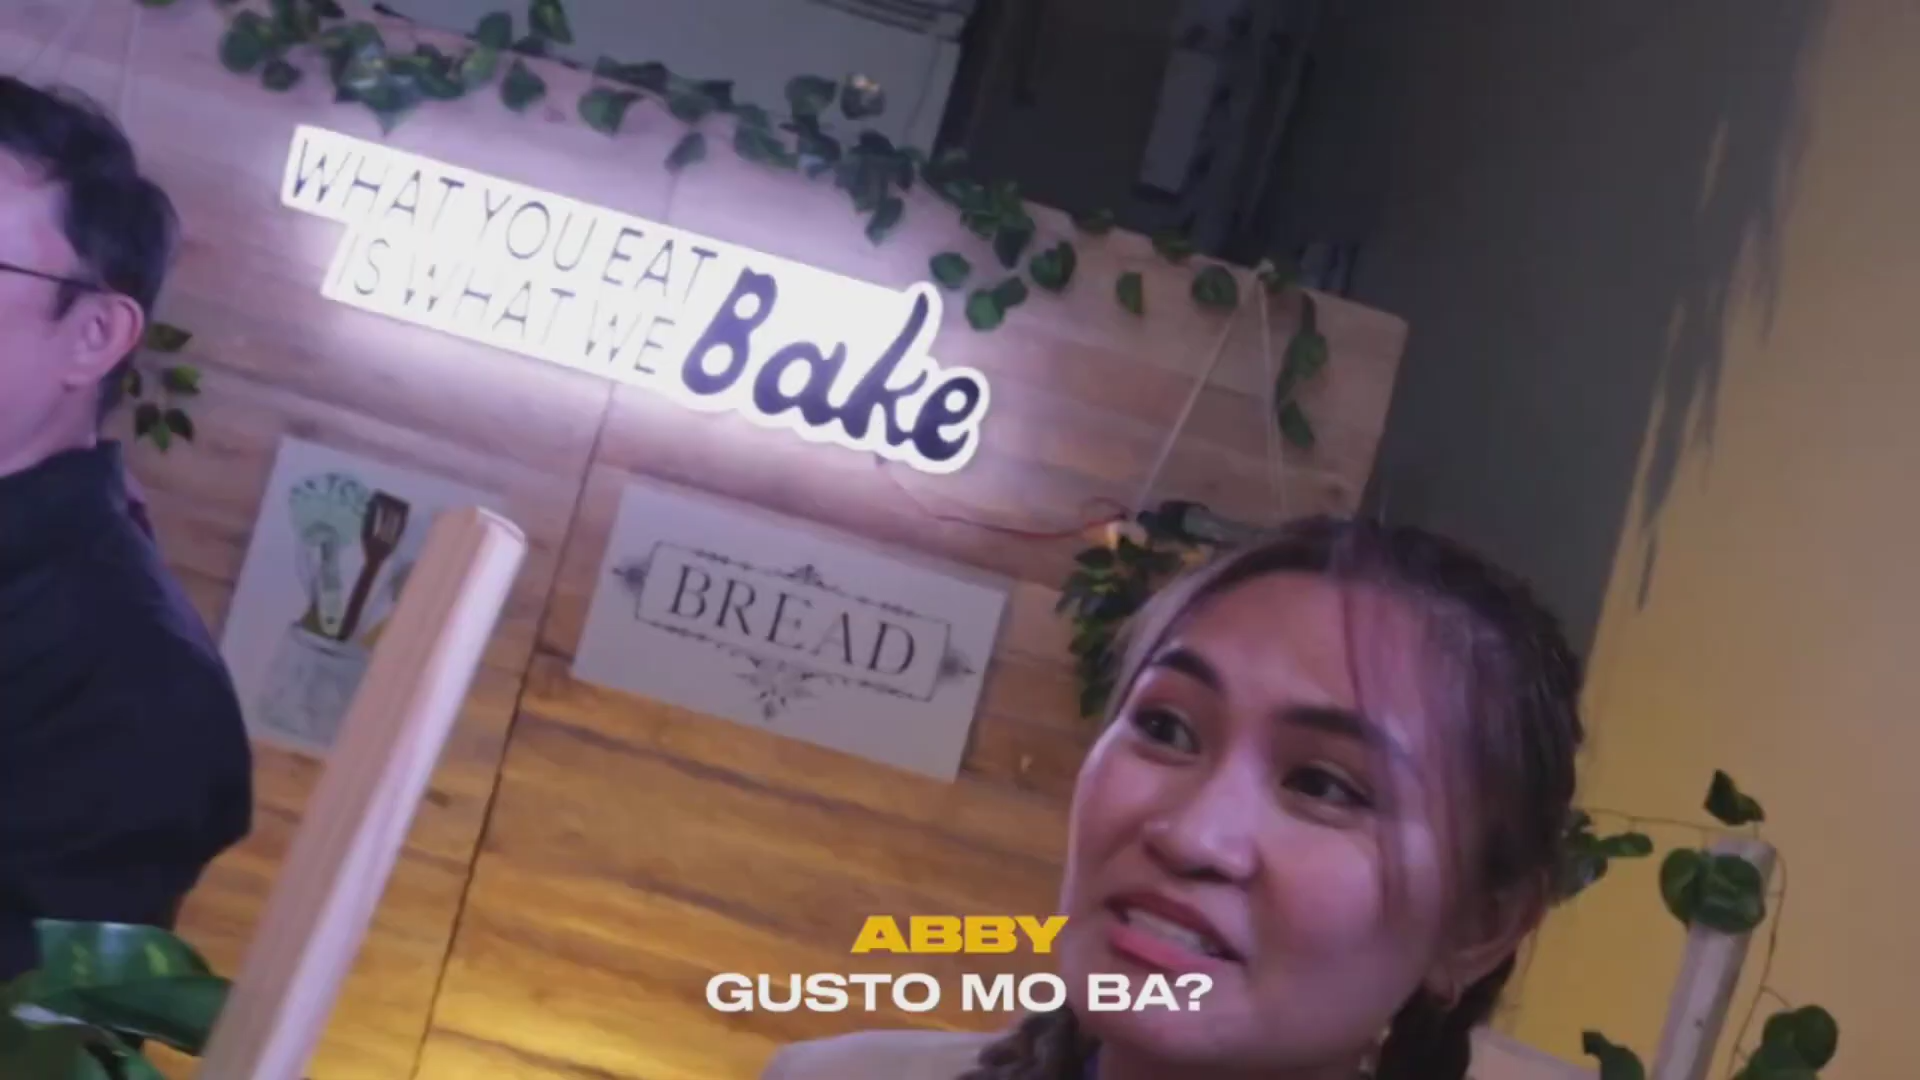 WHAT YOU EAT
IS WHAT WE Bake
BREAD
ABBY
GUSTO MO BA?